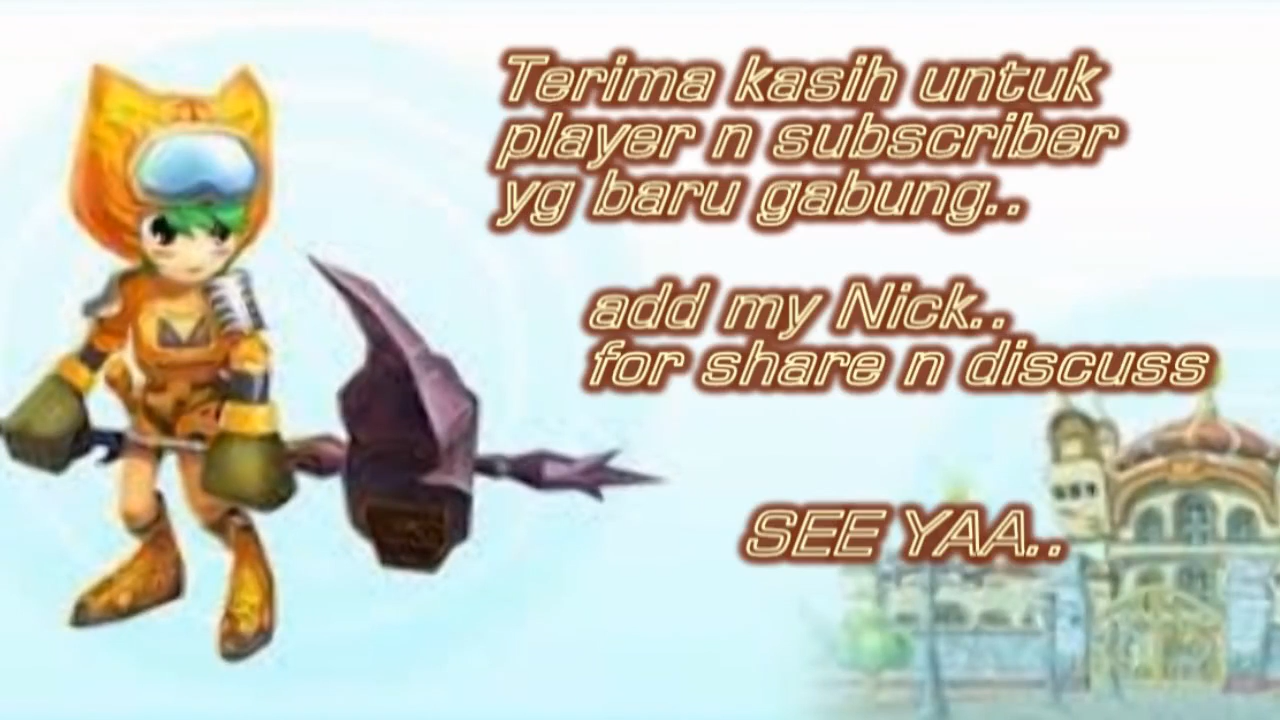 Terima kasih untuk
player n subscriber
yg baru gabung..
add my Nick..
for share n discuss
SEE YAA..